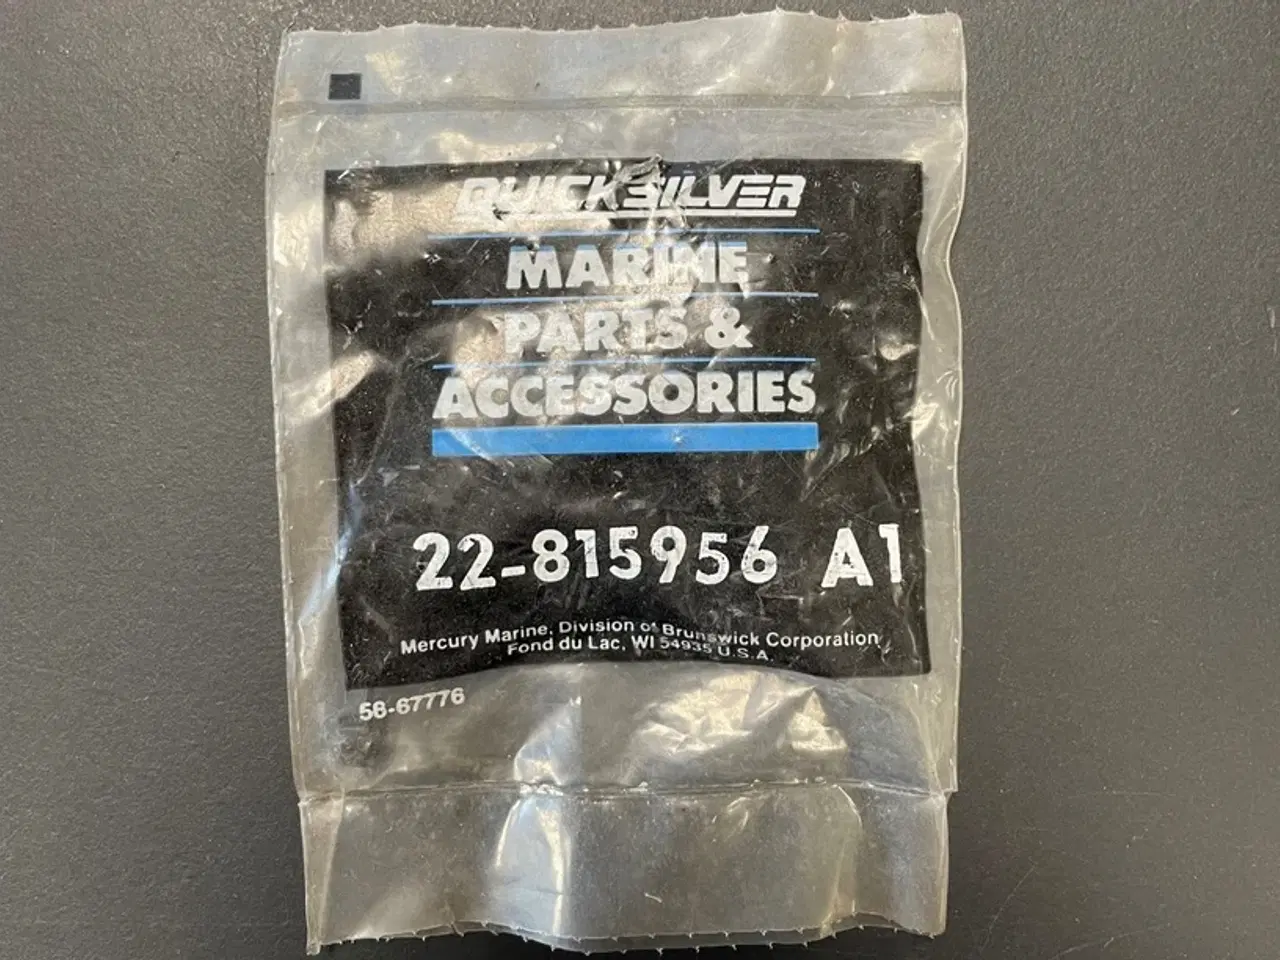 QUICKSILVER
MARINE
PARTS &
ACCESSORIES
22-815956 A1
Mercury Marine, Division of Brunswick Corporation
Fond du Lac, WI 54935 U.S.A.
58-67776